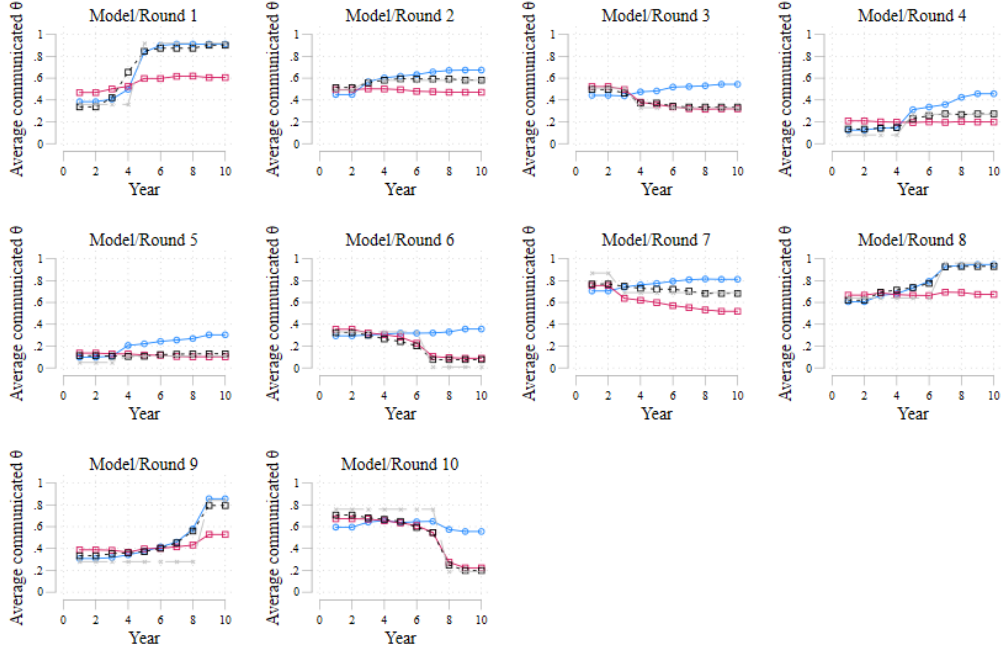 Model/Round 1
Average communicated θ
1
.8
.6
.4
.2
0
0 2 4 6 8 10
Year
Model/Round 2
Average communicated θ
1
.8
.6
.4
.2
0
0 2 4 6 8 10
Year
Model/Round 3
Average communicated θ
1
.8
.6
.4
.2
0
0 2 4 6 8 10
Year
Model/Round 4
Average communicated θ
1
.8
.6
.4
.2
0
0 2 4 6 8 10
Year
Model/Round 5
Average communicated θ
1
.8
.6
.4
.2
0
0 2 4 6 8 10
Year
Model/Round 6
Average communicated θ
1
.8
.6
.4
.2
0
0 2 4 6 8 10
Year
Model/Round 7
Average communicated θ
1
.8
.6
.4
.2
0
0 2 4 6 8 10
Year
Model/Round 8
Average communicated θ
1
.8
.6
.4
.2
0
0 2 4 6 8 10
Year
Model/Round 9
Average communicated θ
1
.8
.6
.4
.2
0
0 2 4 6 8 10
Year
Model/Round 10
Average communicated θ
1
.8
.6
.4
.2
0
0 2 4 6 8 10
Year